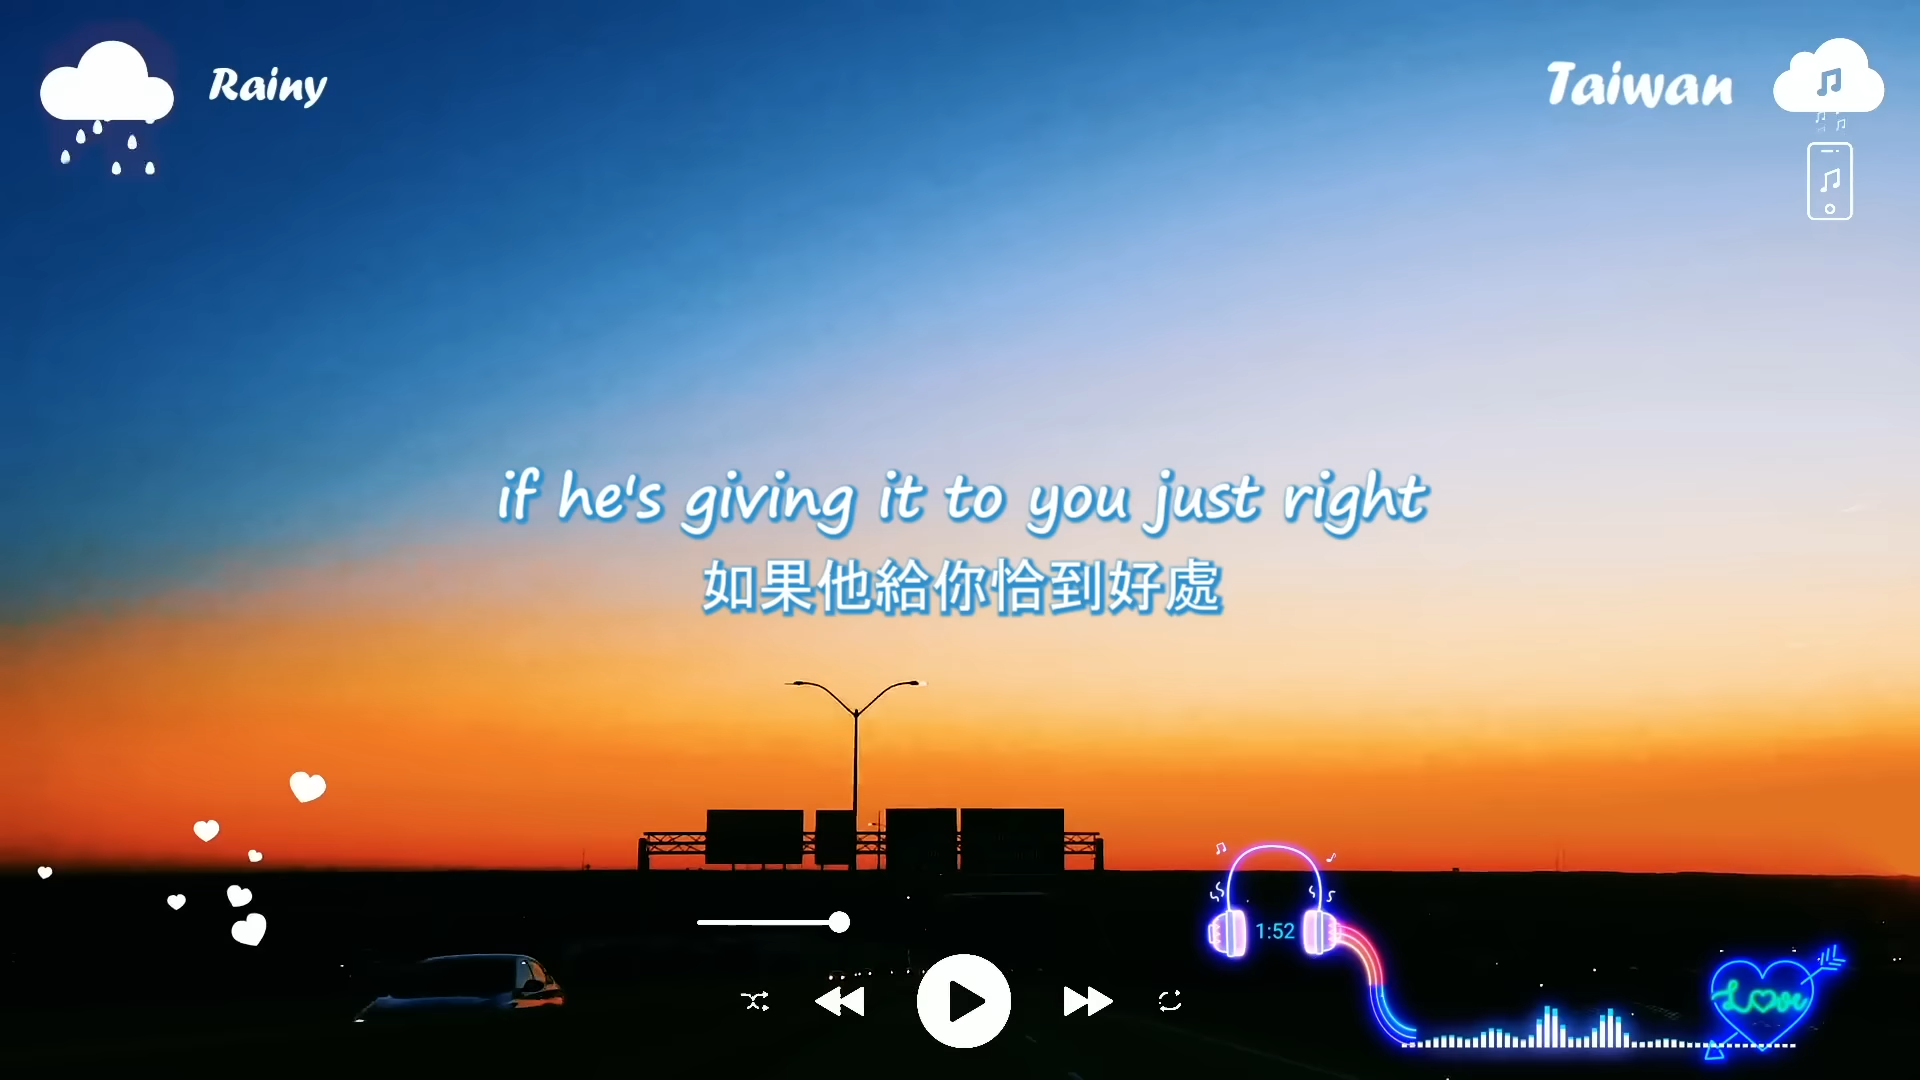 Rainy
Taiwan
if he's giving it to you just right
如果他給你恰到好處
1:52
Love